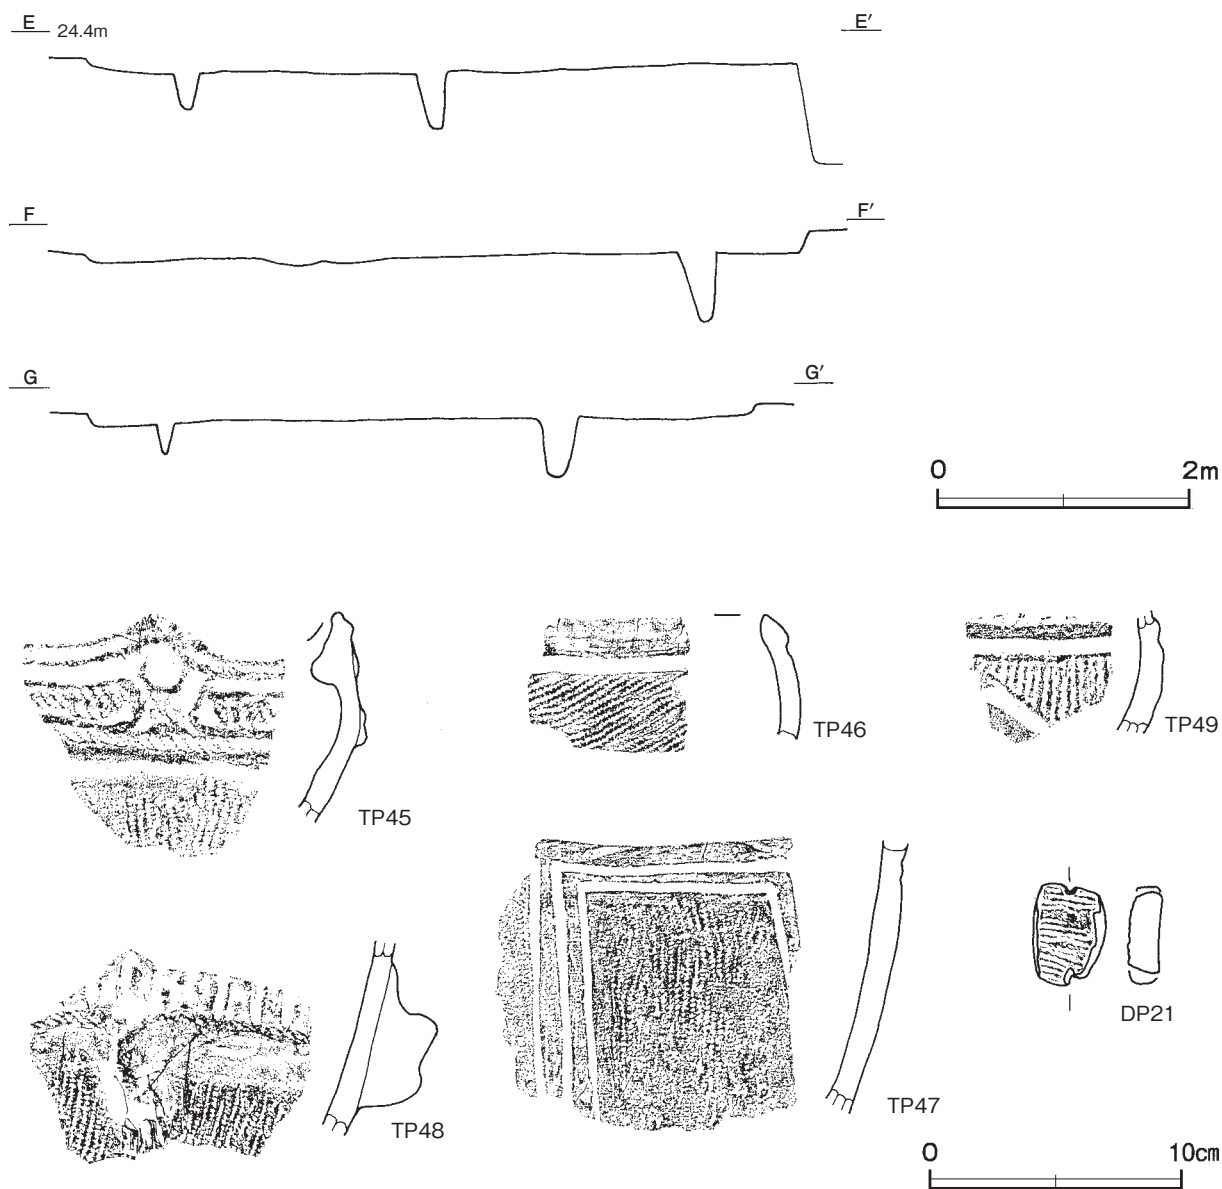 E 24.4m E′
F F′
G G′
0 2m
TP45
TP46
TP49
TP48
TP47
DP21
0 10cm